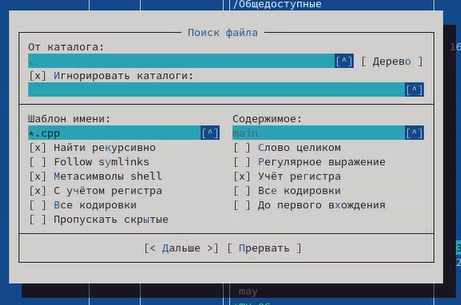 /Общедоступные
Поиск файла
От каталога:
. [^] [ Дерево ]
[x] Игнорировать каталоги:
[^]
Шаблон имени: Содержимое:
*.cpp [^] main [^]
[x] Найти рекурсивно [ ] Слово целиком
[ ] Follow symlinks [ ] Регулярное выражение
[x] Метасимволы shell [x] Учёт регистра
[x] С учётом регистра [ ] Все кодировки
[ ] Все кодировки [ ] До первого вхождения
[ ] Пропускать скрытые
[< Дальше >] [ Прервать ]
may